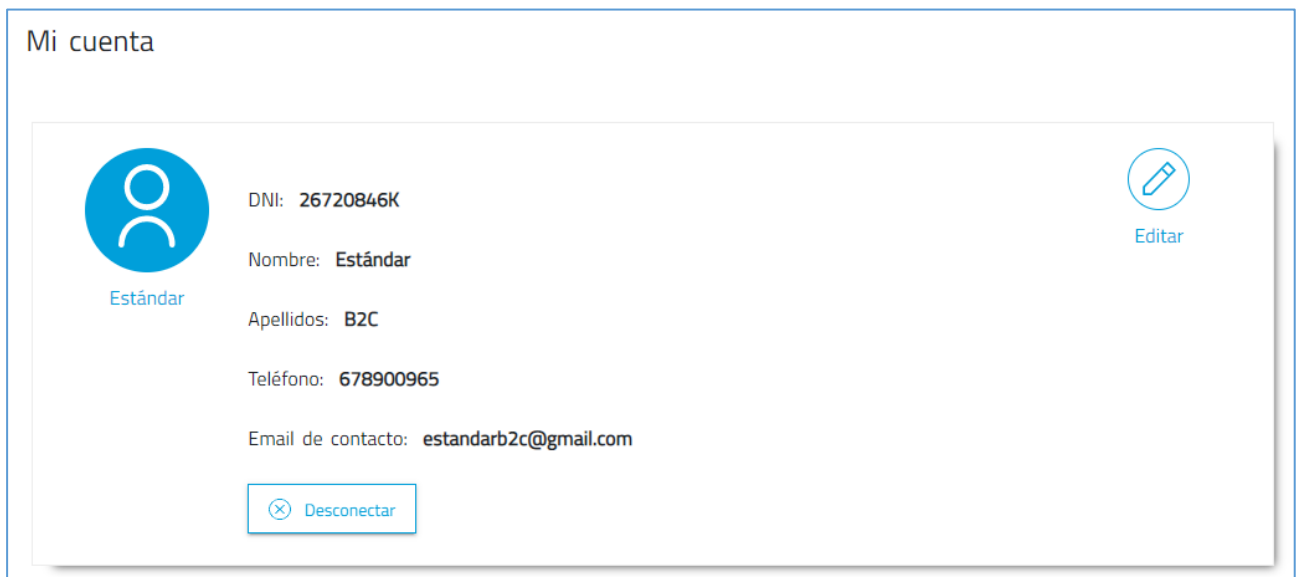 Mi cuenta
DNI: 26720846K
Editar
Nombre: Estándar
Estándar
Apellidos: B2C
Teléfono: 678900965
Email de contacto: estandarb2c@gmail.com
Desconectar